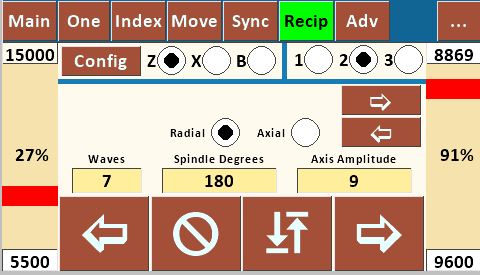 Main One Index Move Sync Recip Adv ...
15000 Config Z X B 1 2 3 8869
Radial Axial
27% 91%
Waves Spindle Degrees Axis Amplitude
7 180 9
5500 9600